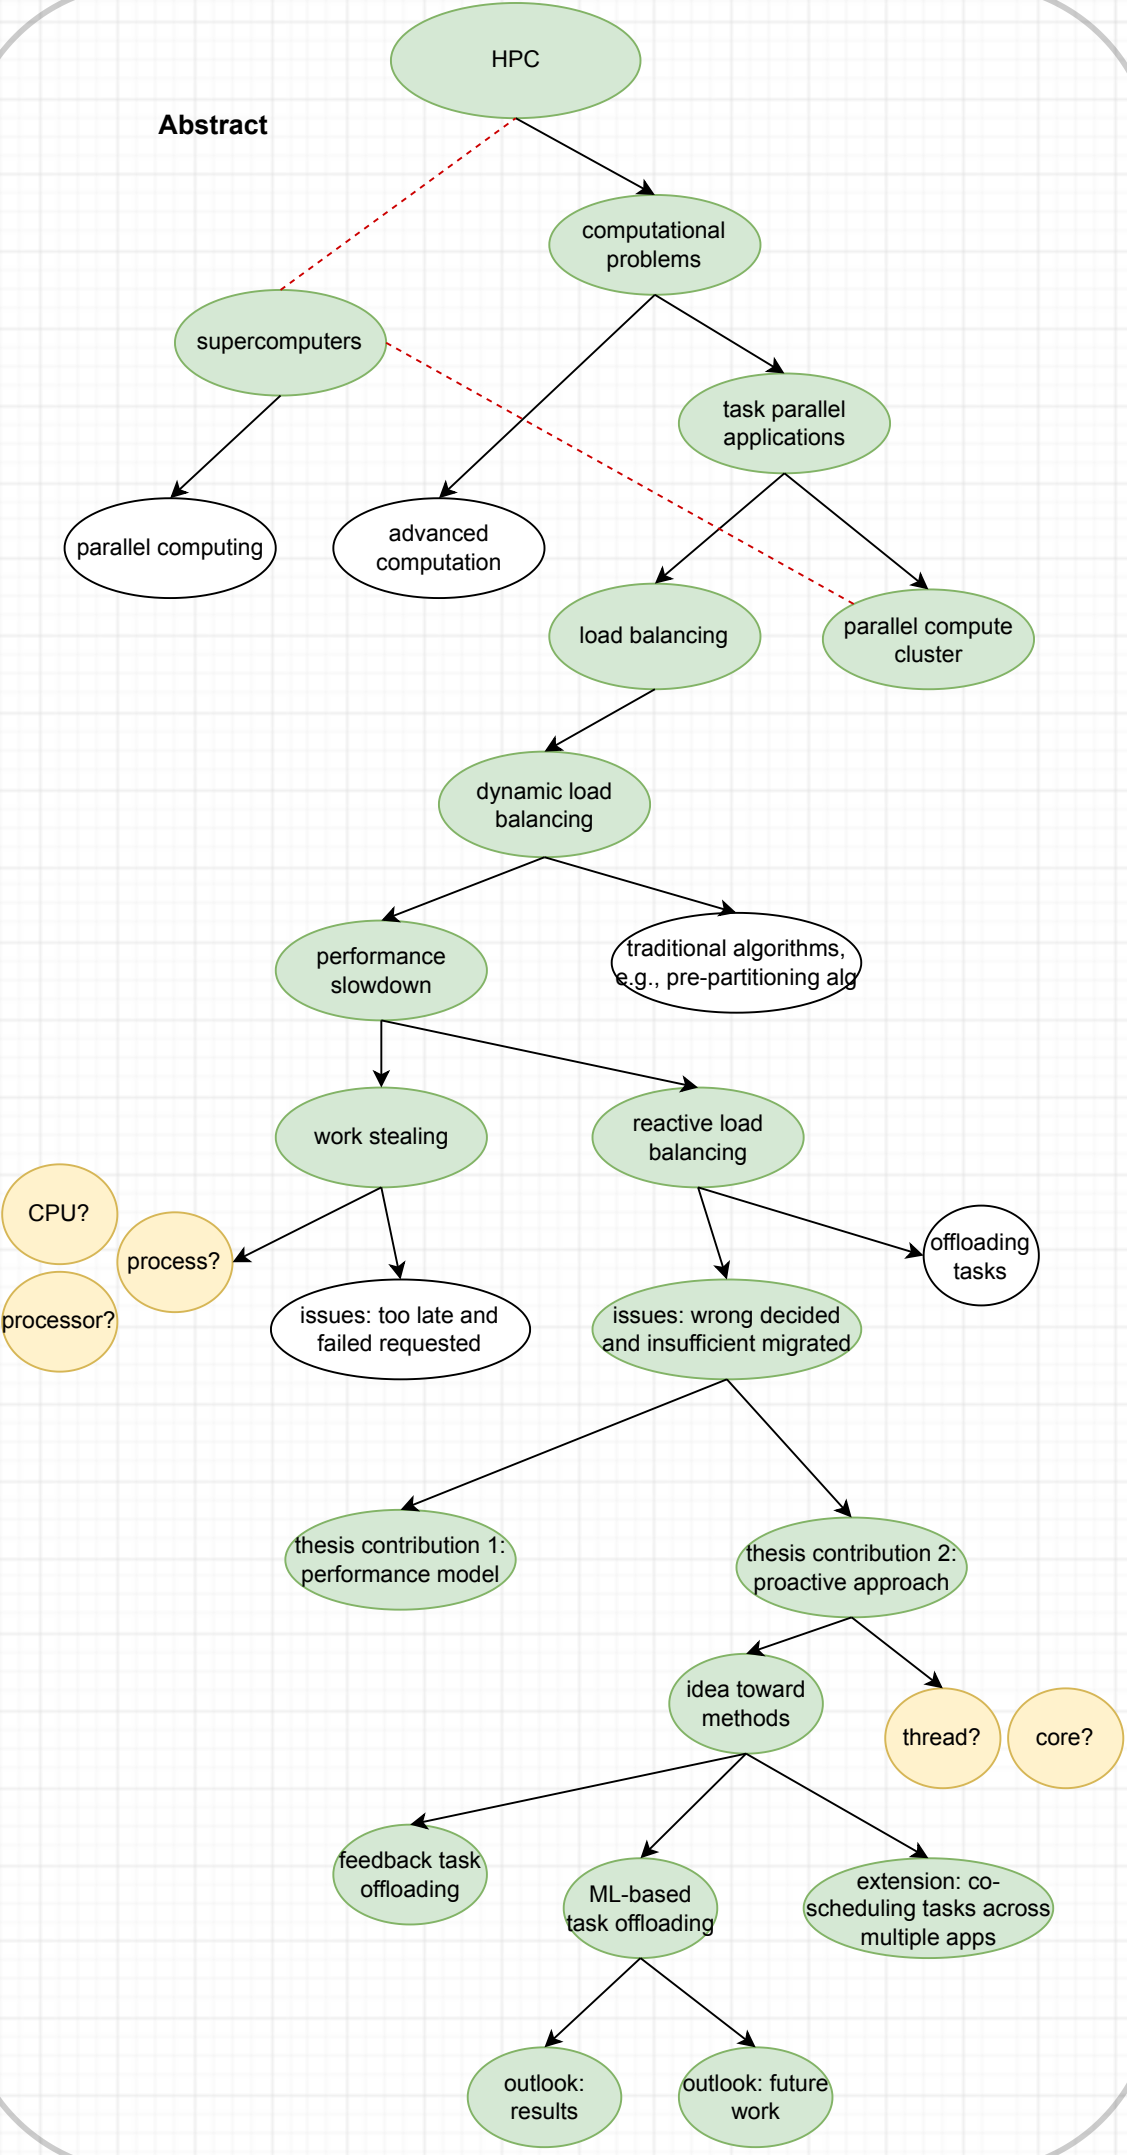 HPC
Abstract
computational
problems
supercomputers
task parallel
applications
parallel computing
advanced
computation
load balancing
parallel compute
cluster
dynamic load
balancing
performance
slowdown
traditional algorithms,
e.g., pre-partitioning alg
work stealing
reactive load
balancing
CPU?
process?
processor?
offloading
tasks
issues: too late and
failed requested
issues: wrong decided
and insufficient migrated
thesis contribution 1:
performance model
thesis contribution 2:
proactive approach
idea toward
methods
thread?
core?
feedback task
offloading
ML-based
task offloading
extension: co-
scheduling tasks across
multiple apps
outlook:
results
outlook: future
work